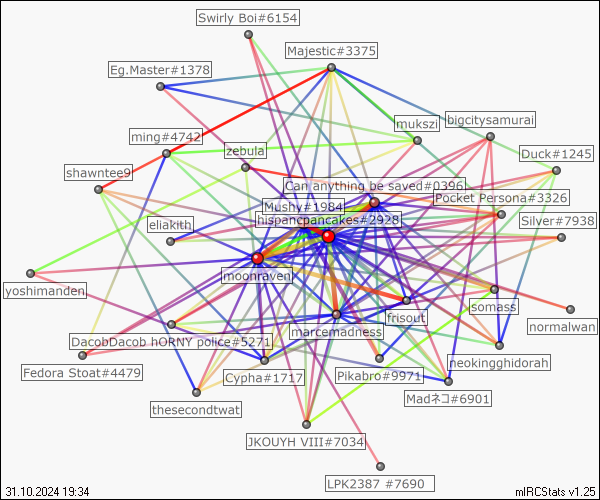 Swirly Boi#6154
Majestic#3375
Eg.Master#1378
bigcitysamurai
mukszi
ming#4742
zebula
Duck#1245
shawntee9
Can anything be saved#0396
Pocket Persona#3326
Mushy#1984
hispancpancakes#2928
Silver#7938
eliakith
moonraven
yoshimanden
somass
frisout
normalwan
marcemadness
DacobDacob hORNY police#5271
neokingghidorah
Fedora Stoat#4479
Cypha#1717
Pikabro#9971
Madネコ#6901
thesecondtwat
JKOUYH VIII#7034
LPK2387 #7690
31.10.2024 19:34
mIRCStats v1.25